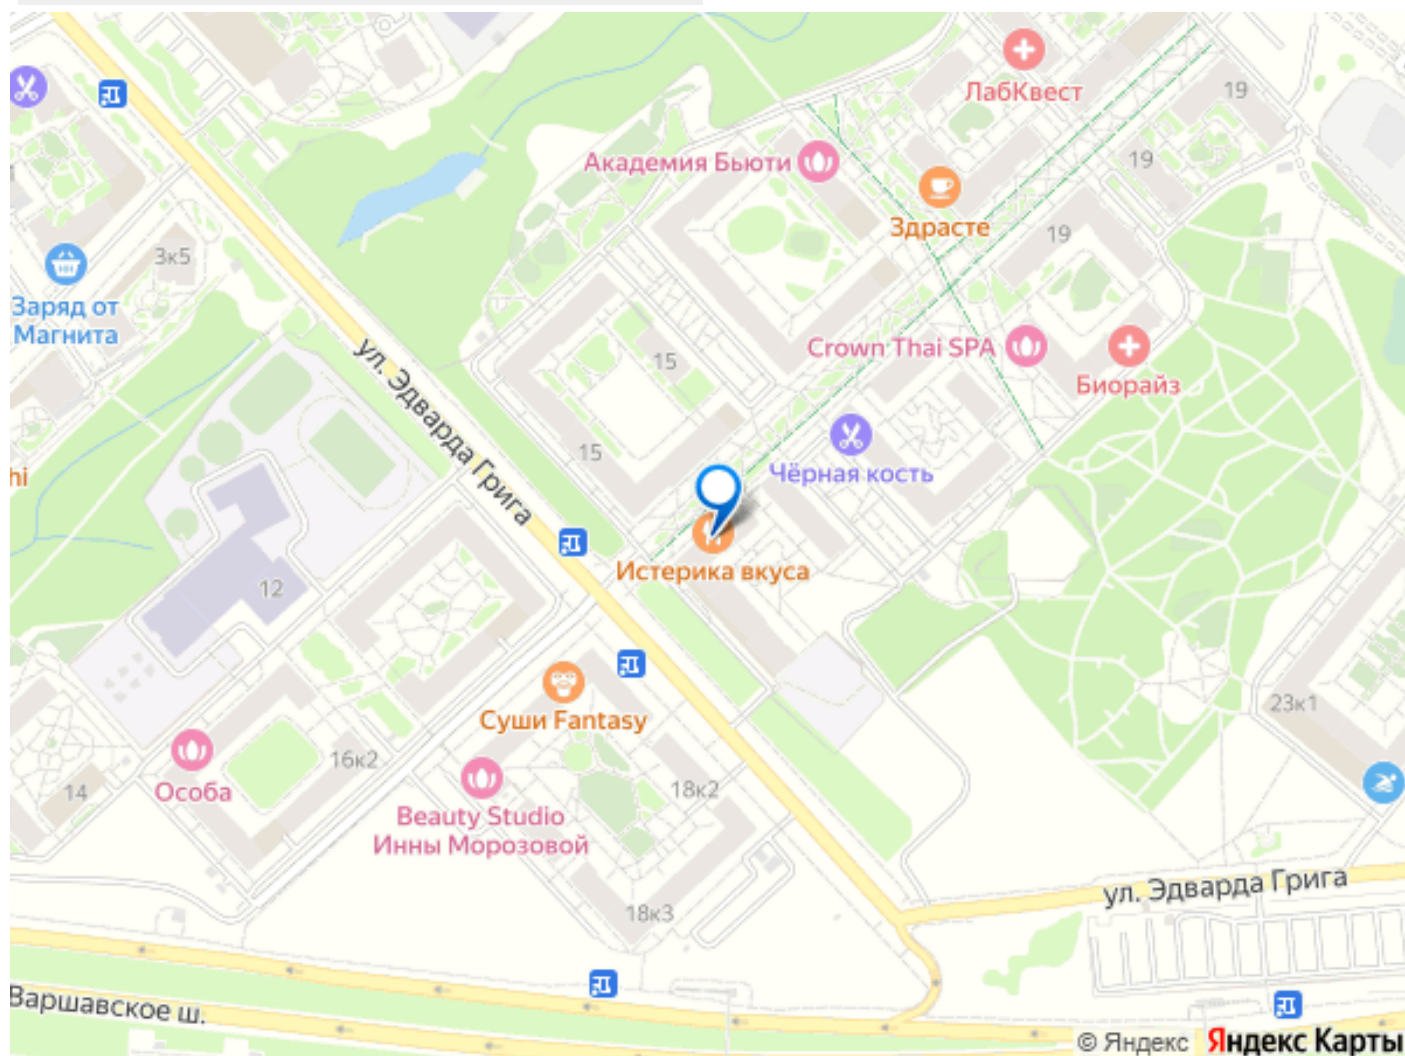 ЛабКвест
19
19
Академия Бьюти
Здрасте
19
3к5
Заряд от
Магнита
ул. Эдварда Грига
15
Crown Thai SPA
Биорайз
15
Чёрная кость
hi
Истерика вкуса
12
Суши Fantasy
23к1
16к2
Особа
14
18к2
Beauty Studio
Инны Морозовой
ул. Эдварда Грига
18к3
Варшавское ш.
© Яндекс Яндекс Карты